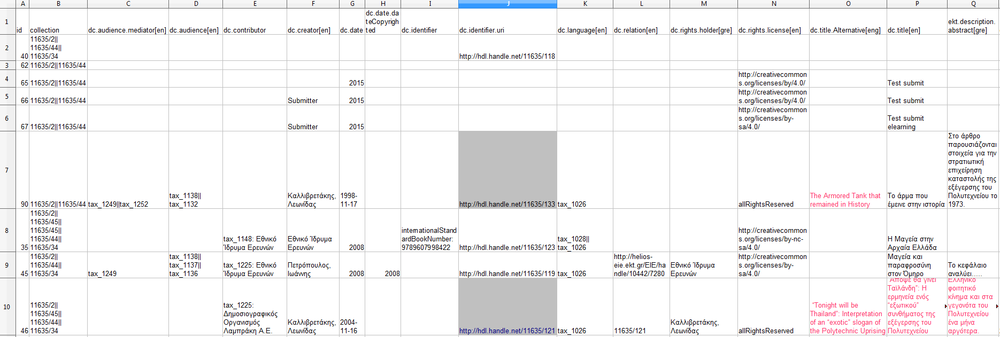 A B C D E F G H I J K L M N O P Q
1 id collection dc.audience.mediator[en] dc.audience[en] dc.contributor dc.creator[en] dc.date dc.date.da
teCopyrigh
ted dc.identifier dc.identifier.uri dc.language[en] dc.relation[en] dc.rights.holder[gre] dc.rights.license[en] dc.title.Alternative[eng] dc.title[en] ekt.description.
abstract[gre]
2 40 11635/2||
11635/44||
11635/34 http://hdl.handle.net/11635/118
3 62 11635/2||11635/44
4 65 11635/2||11635/44 2015 http://creativecommon
s.org/licenses/by/4.0/ Test submit
5 66 11635/2||11635/44 Submitter 2015 http://creativecommon
s.org/licenses/by/4.0/ Test submit
6 67 11635/2||11635/44 Submitter 2015 http://creativecommon
s.org/licenses/by-
sa/4.0/ Test submit
elearning
7 90 11635/2||11635/44 tax_1249||tax_1252 tax_1138||
tax_1132 Καλλιβρετάκης,
Λεωνίδας 1998-
11-17 http://hdl.handle.net/11635/133 tax_1026 allRightsReserved The Armored Tank that
remained in History Το άρμα που
έμεινε στην ιστορία Στο άρθρο
παρουσιάζονται
στοιχεία για την
στρατιωτική
επιχείρηση
καταστολής της
εξέγερσης του
Πολυτεχνείου το
1973.
8 35 11635/2||
11635/45||
11635/45||
11635/44||
11635/34 tax_1148: Εθνικό
Ίδρυμα Ερευνών Εθνικό Ίδρυμα
Ερευνών 2008 internationalStand
ardBookNumber:
9789607998422 http://hdl.handle.net/11635/123 tax_1028||
tax_1026 http://creativecommon
s.org/licenses/by-nc-
sa/4.0/ Η Μαγεία στην
Αρχαία Ελλάδα
9 45 11635/2||
11635/44||
11635/34 tax_1249 tax_1138||
tax_1137||
tax_1136 tax_1225: Εθνικό
Ίδρυμα Ερευνών Πετρόπουλος,
Ιωάννης 2008 2008 http://hdl.handle.net/11635/119 tax_1026 http://helios-
eie.ekt.gr/EIE/ha
ndle/10442/7280 Εθνικό Ίδρυμα
Ερευνών http://creativecommon
s.org/licenses/by-
sa/4.0/ Μαγεία και
παραφροσύνη
στον Όμηρο Το κεφάλαιο
αναλύει.....
10 46 11635/2||
11635/45||
11635/44||
11635/34 tax_1225:
Δημοσιογραφικός
Οργανισμός
Λαμπράκη Α.Ε. Καλλιβρετάκης,
Λεωνίδας 2004-
11-16 http://hdl.handle.net/11635/121 tax_1026 11635/121 Καλλιβρετάκης,
Λεωνίδας allRightsReserved “Tonight will be
Thailand”: Interpretation
of an “exotic” slogan of
the Polytechnic Uprising "Απόψε θα γίνει
Ταϊλάνδη”: Η
ερμηνεία ενός
“εξωτικού”
συνθήματος της
εξέγερσης του
Πολυτεχνείου Ελληνικό
φοιτητικό
κίνημα και στα
γεγονότα του
Πολυτεχνείου
ένα μήνα
αργότερα.